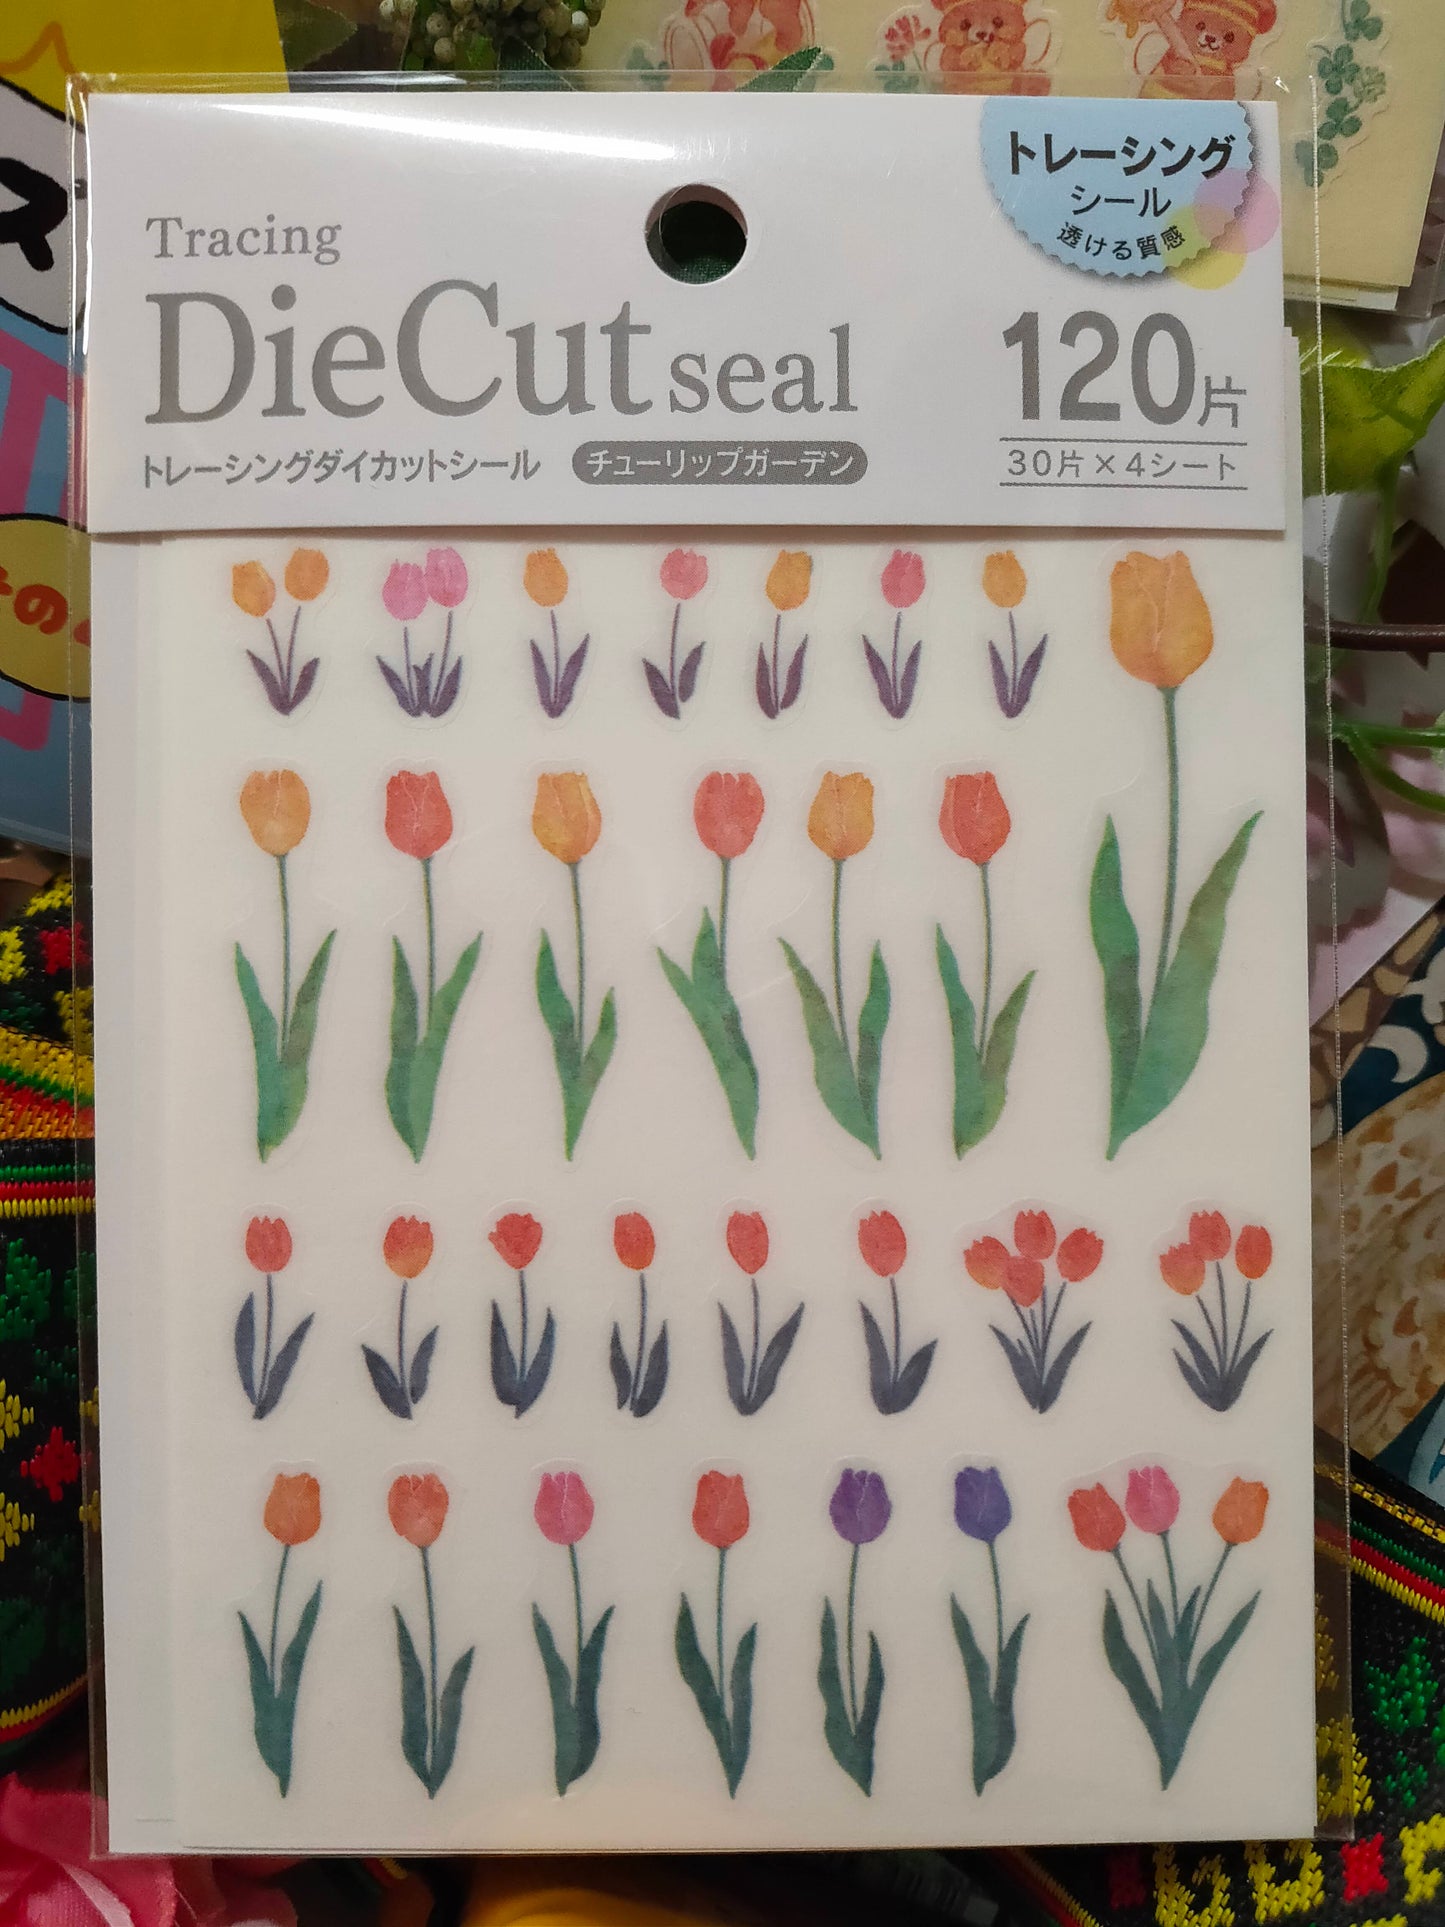 トレーシング
シール
透ける質感
Tracing
DieCut seal
120片
トレーシングダイカットシール チューリップガーデン
30片×4シート